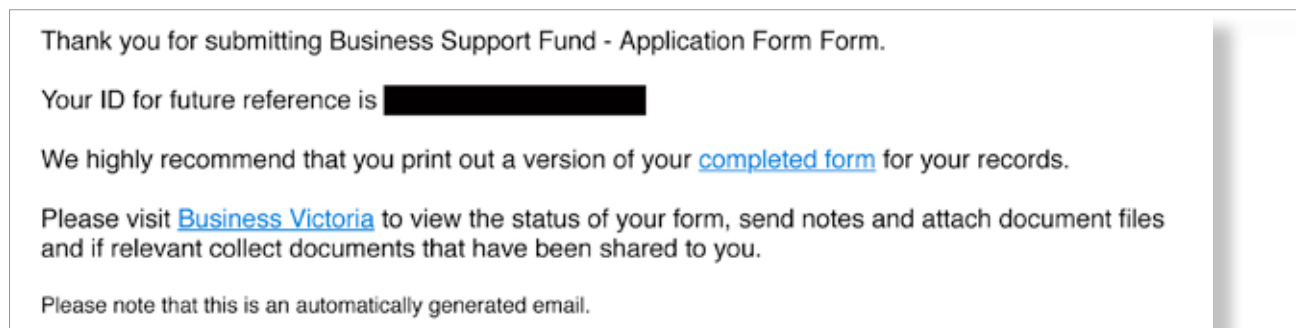 Thank you for submitting Business Support Fund - Application Form Form.
Your ID for future reference is
We highly recommend that you print out a version of your completed form for your records.
Please visit Business Victoria to view the status of your form, send notes and attach document files
and if relevant collect documents that have been shared to you.
Please note that this is an automatically generated email.